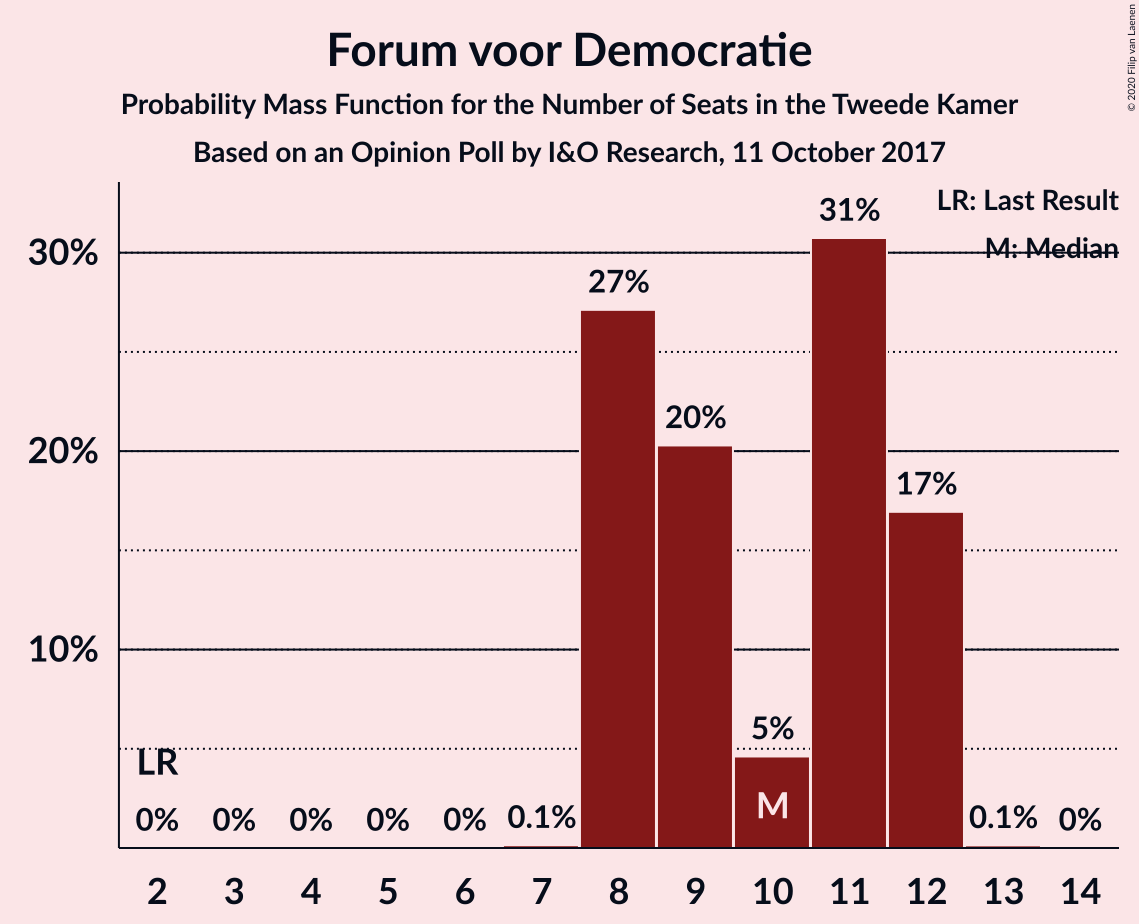 Forum voor Democratie
Probability Mass Function for the Number of Seats in the Tweede Kamer
Based on an Opinion Poll by I&O Research, 11 October 2017
© 2020 Filip van Laenen
LR: Last Result
M: Median
30%
20%
10%
LR
0%
0%
0%
0%
0%
0.1%
27%
20%
5%
M
31%
17%
0.1%
0%
2 3 4 5 6 7 8 9 10 11 12 13 14